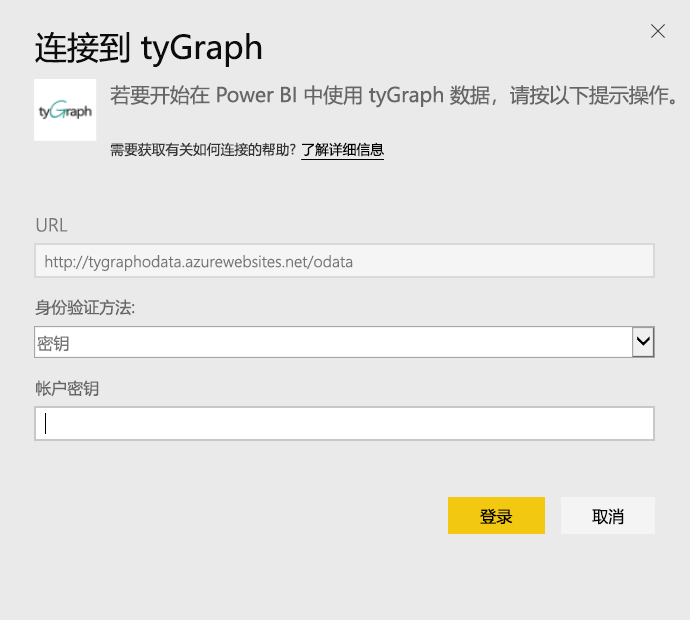 连接到 tyGraph
tyGraph
若要开始在 Power BI 中使用 tyGraph 数据，请按以下提示操作。
需要获取有关如何连接的帮助? 了解详细信息
URL
http://tygraphodata.azurewebsites.net/odata
身份验证方法:
密钥
帐户密钥
登录
取消